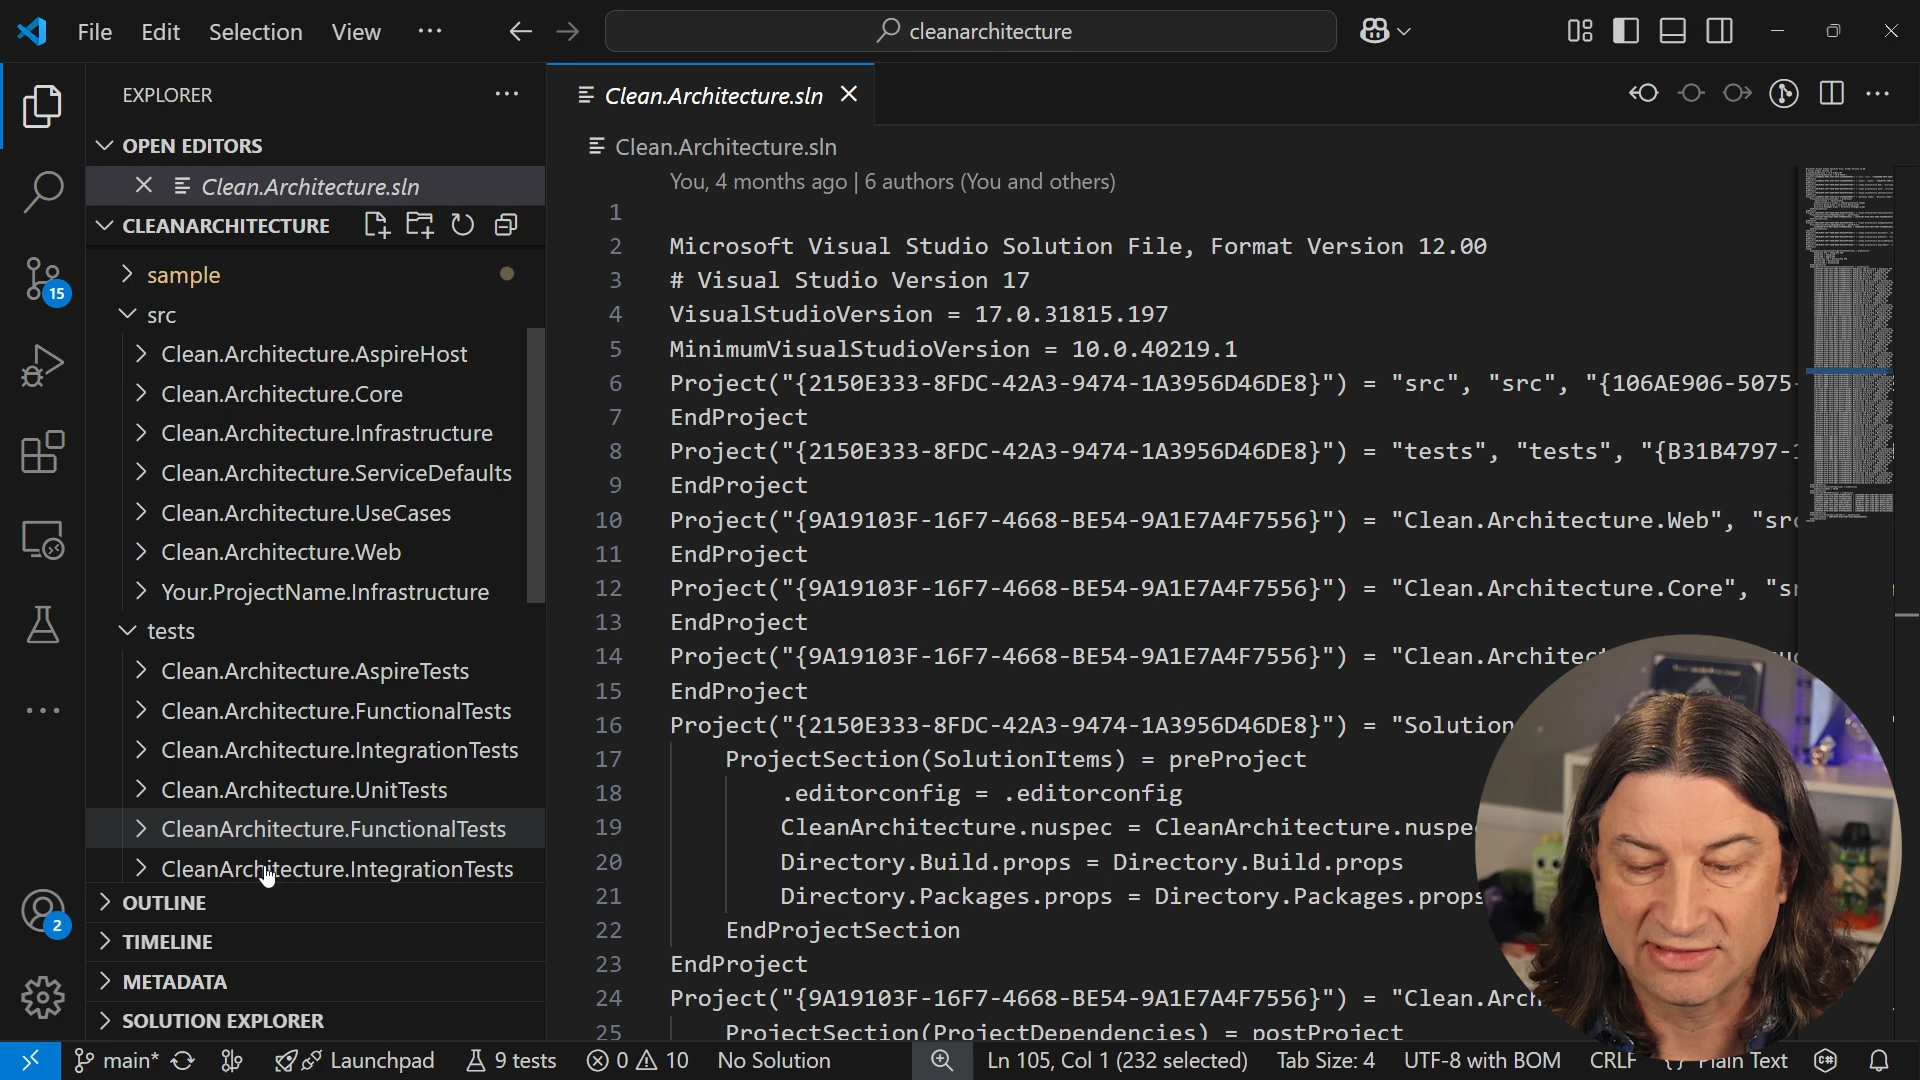 File Edit Selection View ···
cleanarchitecture
EXPLORER
OPEN EDITORS
Clean.Architecture.sln
CLEANARCHITECTURE
sample
src
Clean.Architecture.AspireHost
Clean.Architecture.Core
Clean.Architecture.Infrastructure
Clean.Architecture.ServiceDefaults
Clean.Architecture.UseCases
Clean.Architecture.Web
Your.ProjectName.Infrastructure
tests
Clean.Architecture.AspireTests
Clean.Architecture.FunctionalTests
Clean.Architecture.IntegrationTests
Clean.Architecture.UnitTests
CleanArchitecture.FunctionalTests
CleanArchitecture.IntegrationTests
OUTLINE
TIMELINE
METADATA
SOLUTION EXPLORER
15
2
Clean.Architecture.sln
Clean.Architecture.sln
You, 4 months ago | 6 authors (You and others)
1
2 Microsoft Visual Studio Solution File, Format Version 12.00
3 # Visual Studio Version 17
4 VisualStudioVersion = 17.0.31815.197
5 MinimumVisualStudioVersion = 10.0.40219.1
6 Project("{2150E333-8FDC-42A3-9474-1A3956D46DE8}") = "src", "src", "{106AE906-5075-
7 EndProject
8 Project("{2150E333-8FDC-42A3-9474-1A3956D46DE8}") = "tests", "tests", "{B31B4797-
9 EndProject
10 Project("{9A19103F-16F7-4668-BE54-9A1E7A4F7556}") = "Clean.Architecture.Web", "src
11 EndProject
12 Project("{9A19103F-16F7-4668-BE54-9A1E7A4F7556}") = "Clean.Architecture.Core", "sr
13 EndProject
14 Project("{9A19103F-16F7-4668-BE54-9A1E7A4F7556}") = "Clean.Architec
15 EndProject
16 Project("{2150E333-8FDC-42A3-9474-1A3956D46DE8}") = "Solution
17 ProjectSection(SolutionItems) = preProject
18 .editorconfig = .editorconfig
19 CleanArchitecture.nuspec = CleanArchitecture.nuspe
20 Directory.Build.props = Directory.Build.props
21 Directory.Packages.props = Directory.Packages.props
22 EndProjectSection
23 EndProject
24 Project("{9A19103F-16F7-4668-BE54-9A1E7A4F7556}") = "Clean.Arch
25 ProjectSection(ProjectDependencies) = postProject
main* Launchpad 9 tests 0 10 No Solution Ln 105, Col 1 (232 selected) Tab Size: 4 UTF-8 with BOM CRLF {} Plain Text